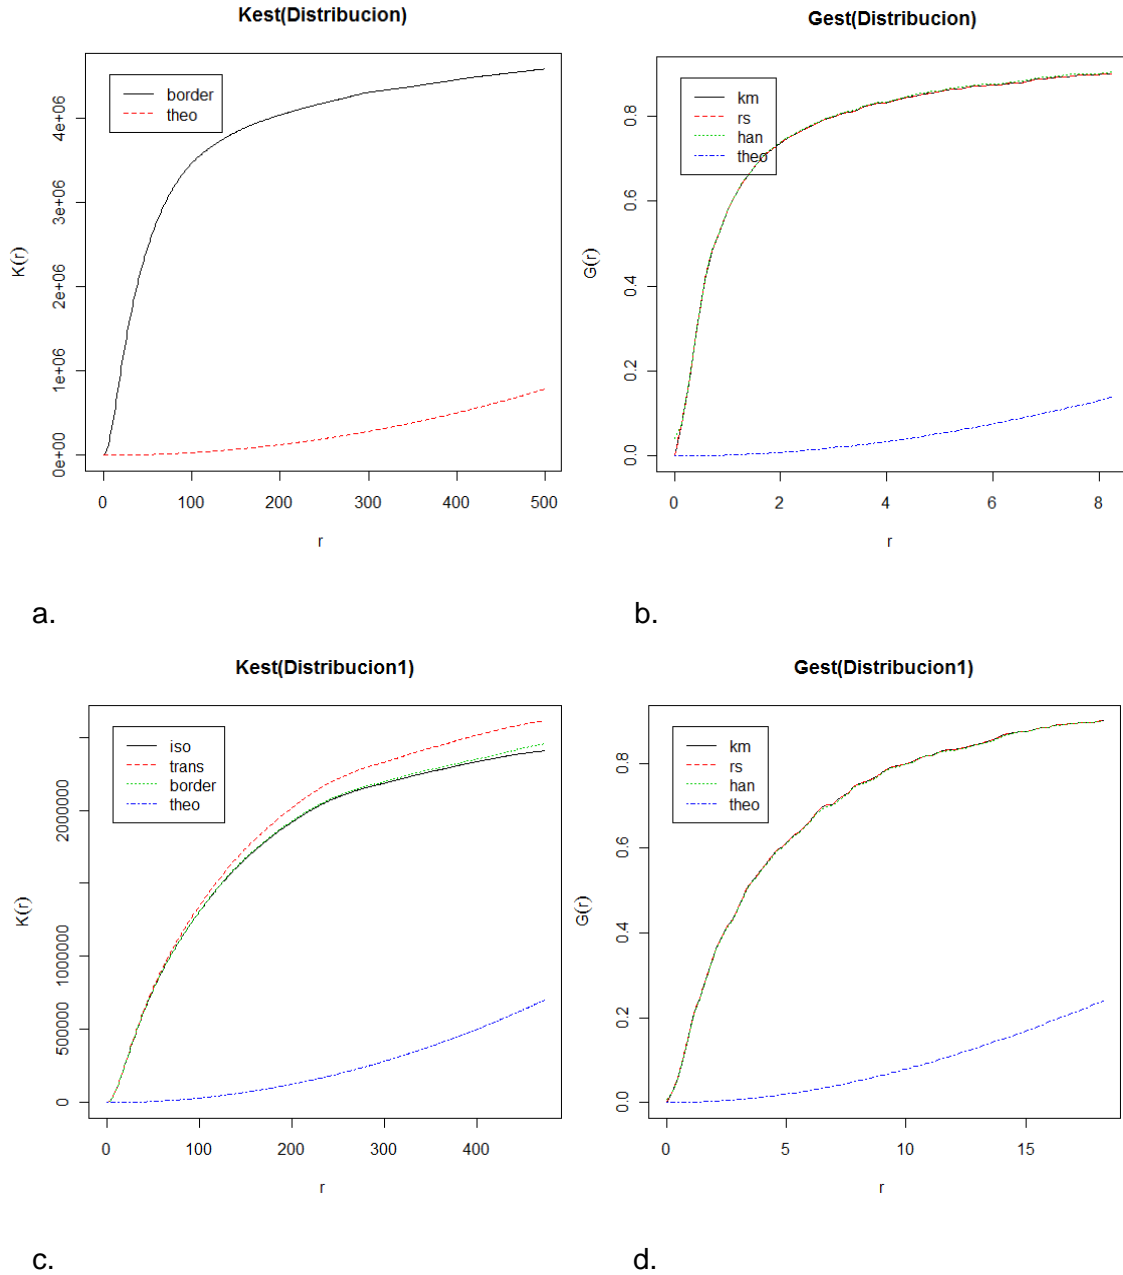 Kest(Distribucion)
border
theo
K(r)
0e+00 1e+06 2e+06 3e+06 4e+06
0 100 200 300 400 500
r
Gest(Distribucion)
km
rs
han
theo
G(r)
0.0 0.2 0.4 0.6 0.8
0 2 4 6 8
r
a.
b.
Kest(Distribucion1)
iso
trans
border
theo
K(r)
0 500000 1000000 2000000
0 100 200 300 400
r
Gest(Distribucion1)
km
rs
han
theo
G(r)
0.0 0.2 0.4 0.6 0.8
0 5 10 15
r
c.
d.